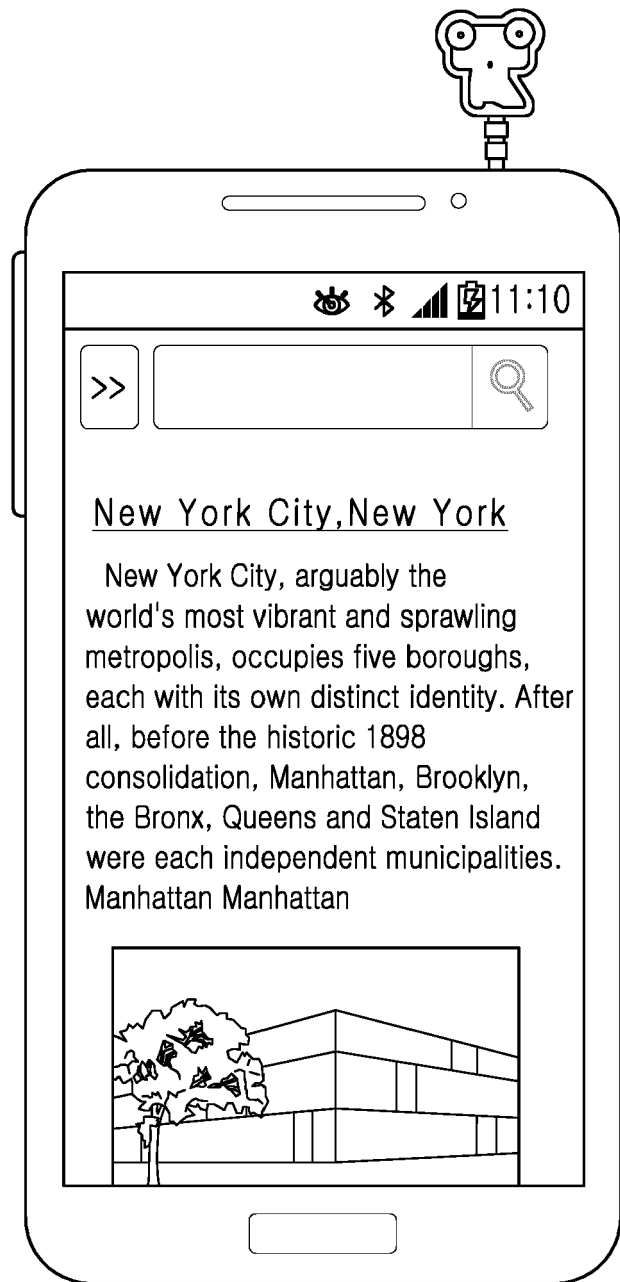 11:10
>>
New York City,New York
New York City, arguably the
world's most vibrant and sprawling
metropolis, occupies five boroughs,
each with its own distinct identity. After
all, before the historic 1898
consolidation, Manhattan, Brooklyn,
the Bronx, Queens and Staten Island
were each independent municipalities.
Manhattan Manhattan